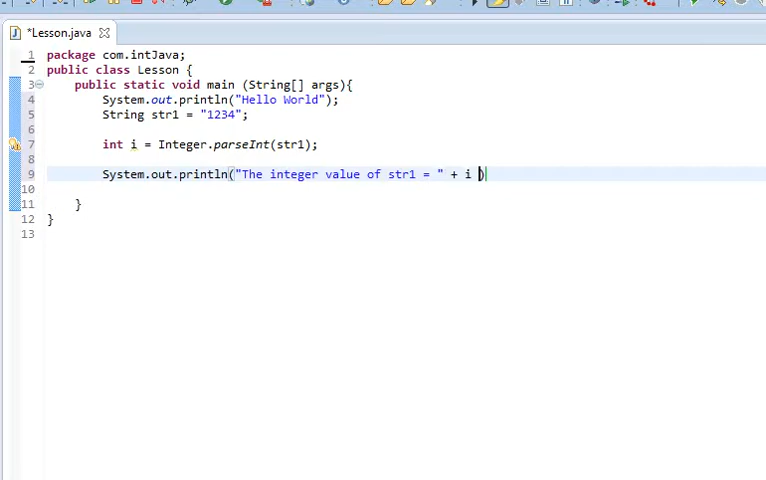 *Lesson.java
1 package com.intJava;
2 public class Lesson {
3 public static void main (String[] args){
4 System.out.println("Hello World");
5 String str1 = "1234";
6
7 int i = Integer.parseInt(str1);
8
9 System.out.println("The integer value of str1 = " + i )
10
11 }
12 }
13